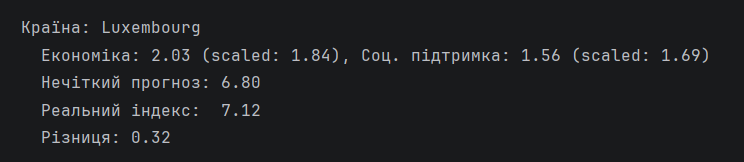 Країна: Luxembourg
Економіка: 2.03 (scaled: 1.84), Соц. підтримка: 1.56 (scaled: 1.69)
Нечіткий прогноз: 6.80
Реальний індекс:  7.12
Різниця: 0.32